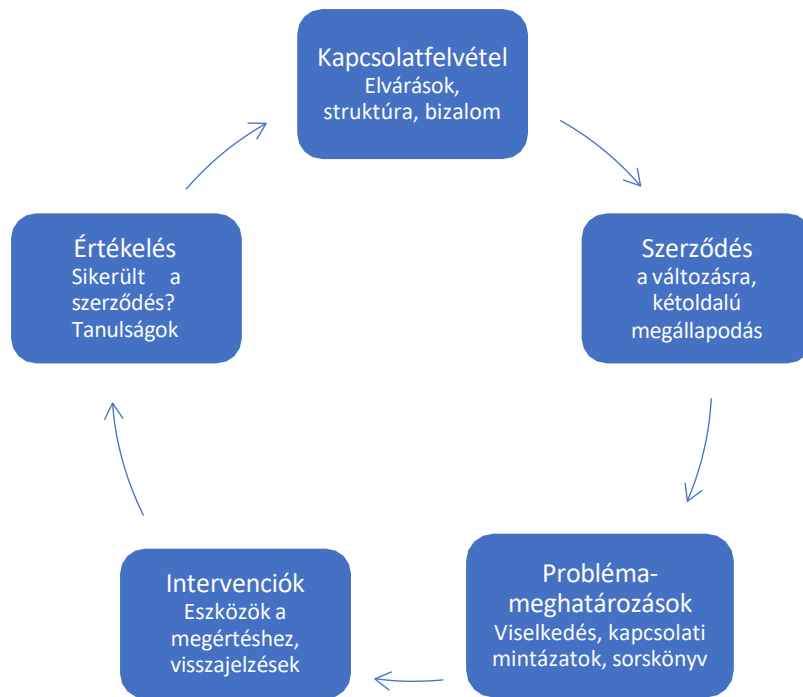 Kapcsolatfelvétel
Elvárások,
struktúra, bizalom
Szerződés
a változásra,
kétoldalú
megállapodás
Probléma-
meghatározások
Viselkedés, kapcsolati
mintázatok, sorskönyv
Intervenciók
Eszközök a
megértéshez,
visszajelzések
Értékelés
Sikerült a
szerződés?
Tanulságok